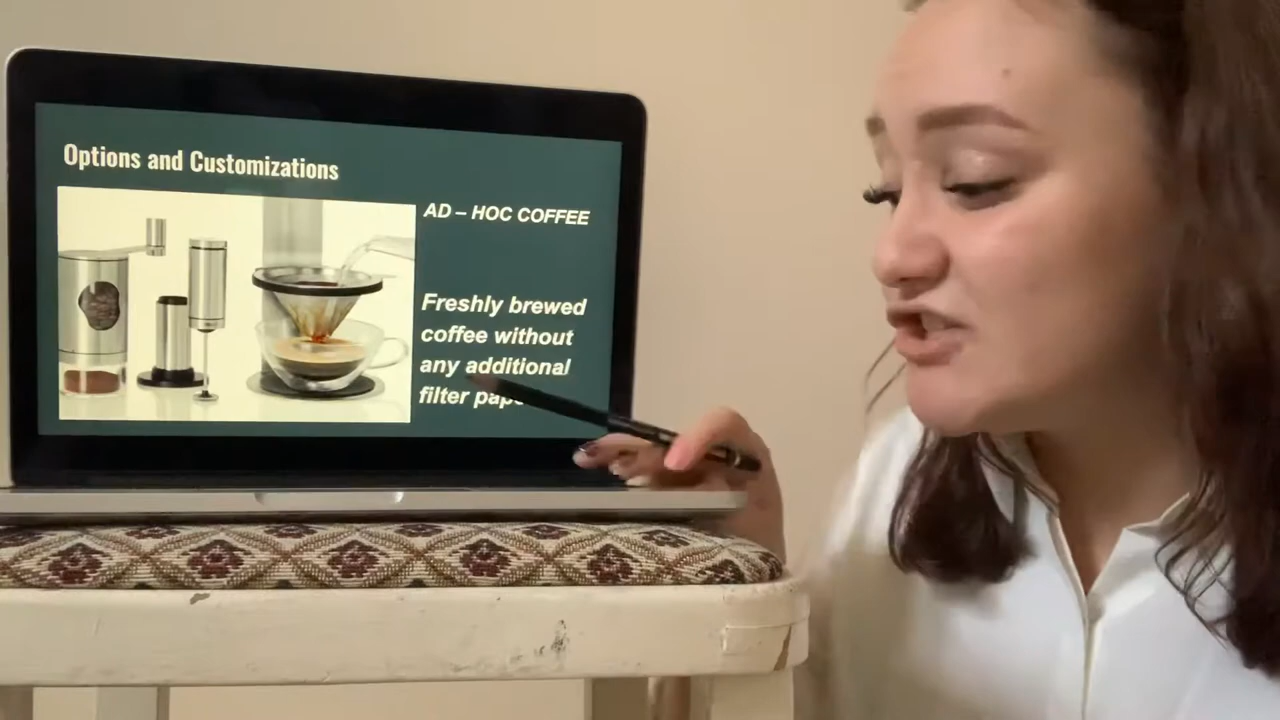 Options and Customizations
AD – HOC COFFEE
Freshly brewed
coffee without
any additional
filter